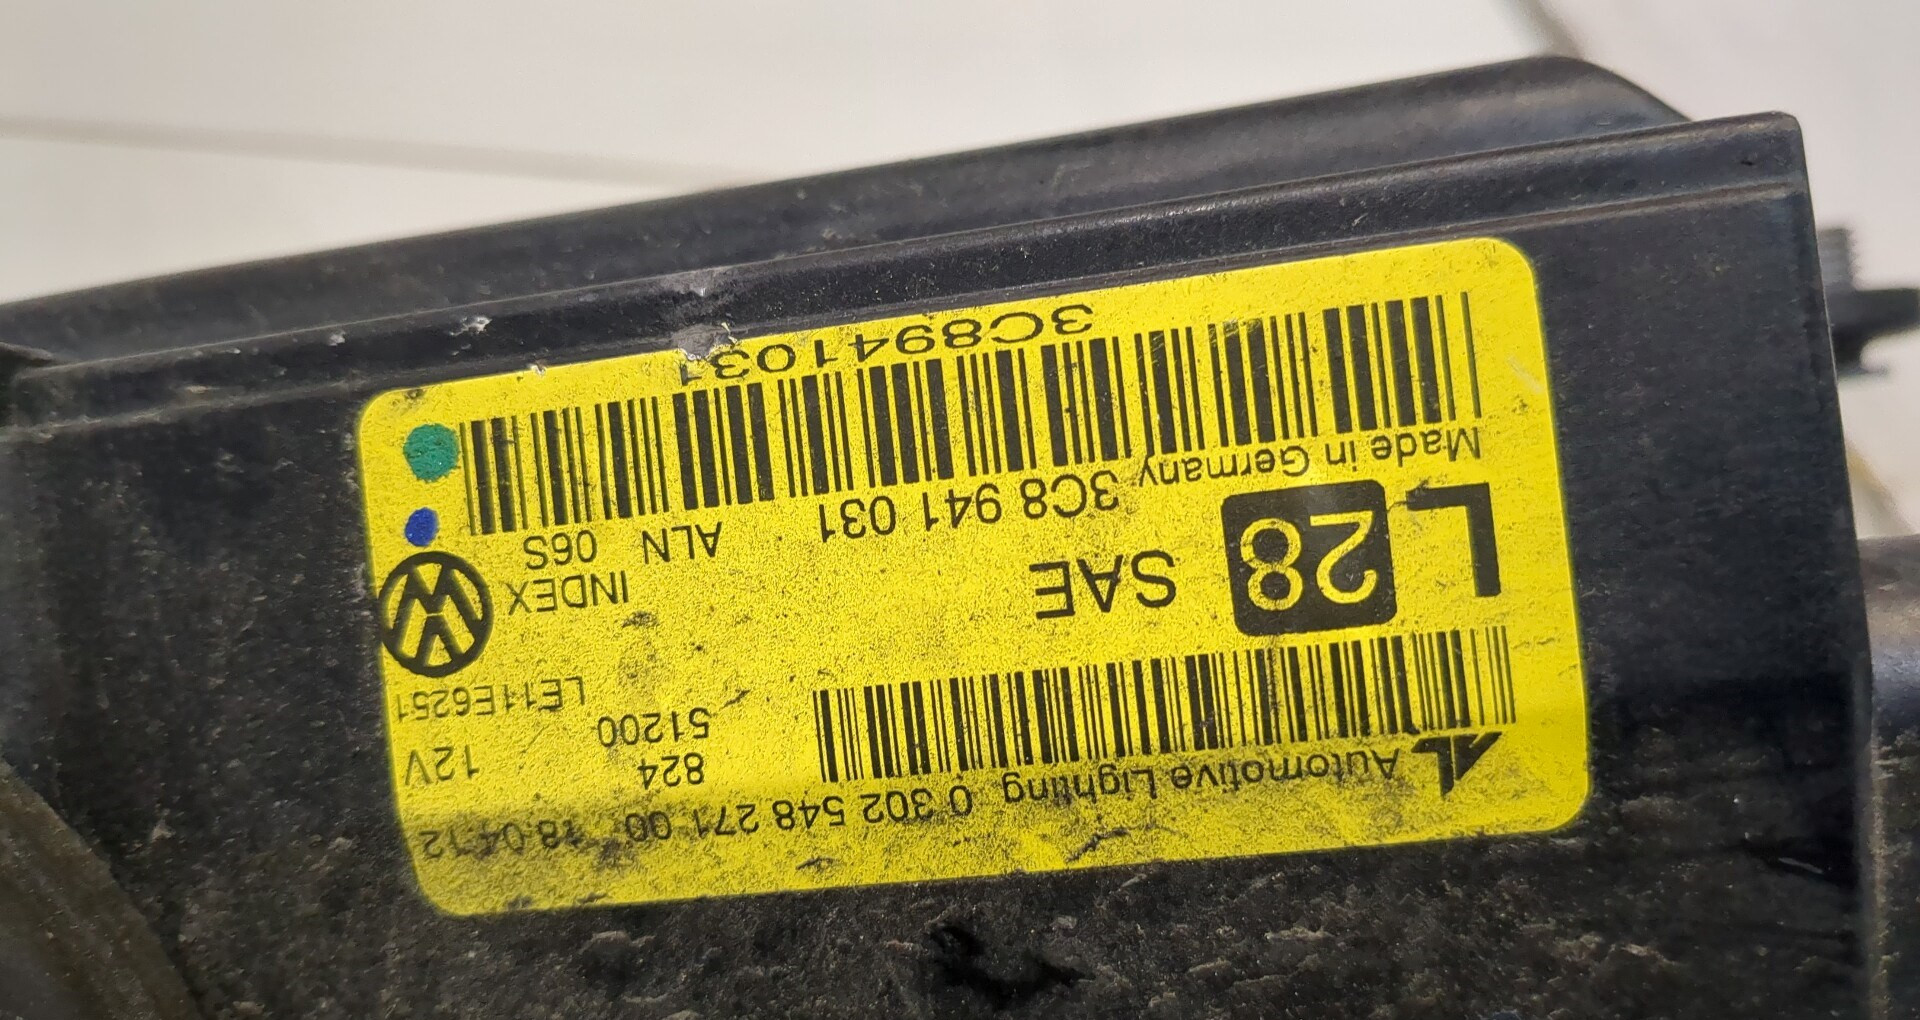 Automotive Lighting 0 302 548 271 00 18.04.12
824 12V
51200
LE11E6251
L 28 SAE
INDEX
Made in Germany 3C8 941 031 ALN 06S
3C8941031